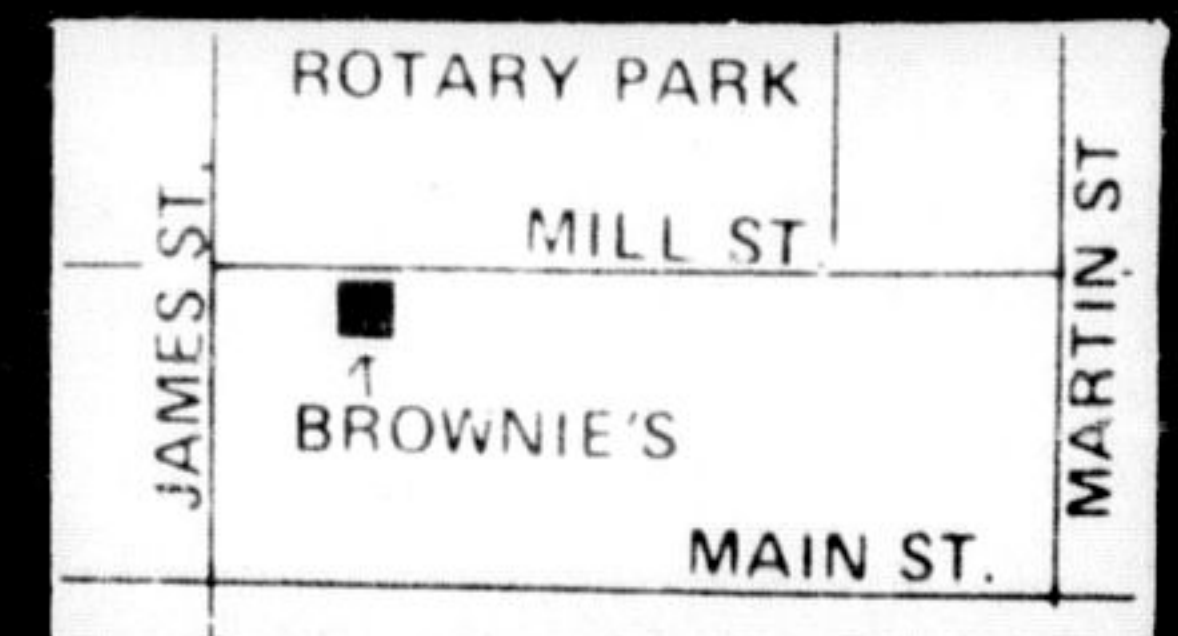 ROTARY PARK
MILL ST
JAMES ST.
BROWNIE'S
MARTIN ST
MAIN ST.